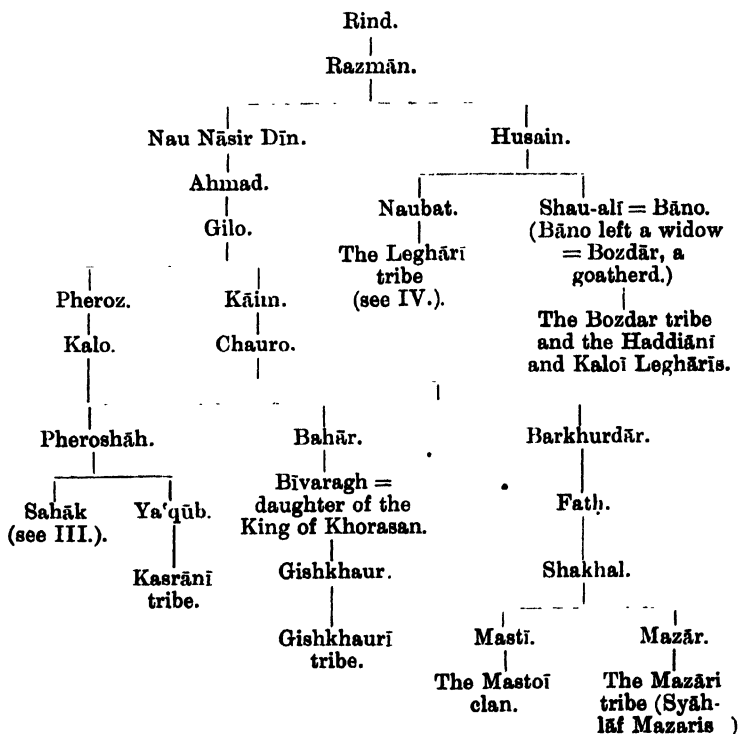 Rind.
Razmān.
Nau Nāsir Dīn. Husain.
Ahmad.
Naubat. Shau-alī = Bāno.
Gilo. (Bāno left a widow
The Leghārī = Bozdār, a
tribe goatherd.)
(see IV.).
Pheroz. Kāim.
The Bozdar tribe
Kalo. Chauro. and the Haddiānī
and Kaloī Leghārīs.
Pheroshāh. Bahār. Barkhurdār.
Bīvaragh =
Sahāk Ya'qūb. daughter of the Fatḥ.
(see III.). King of Khorasan.
Kasrānī Gishkhaur. Shakhal.
tribe.
Gishkhaurī Mastī. Mazār.
tribe.
The Mastoī The Mazāri
clan. tribe (Syāh-
lāf Mazaris )